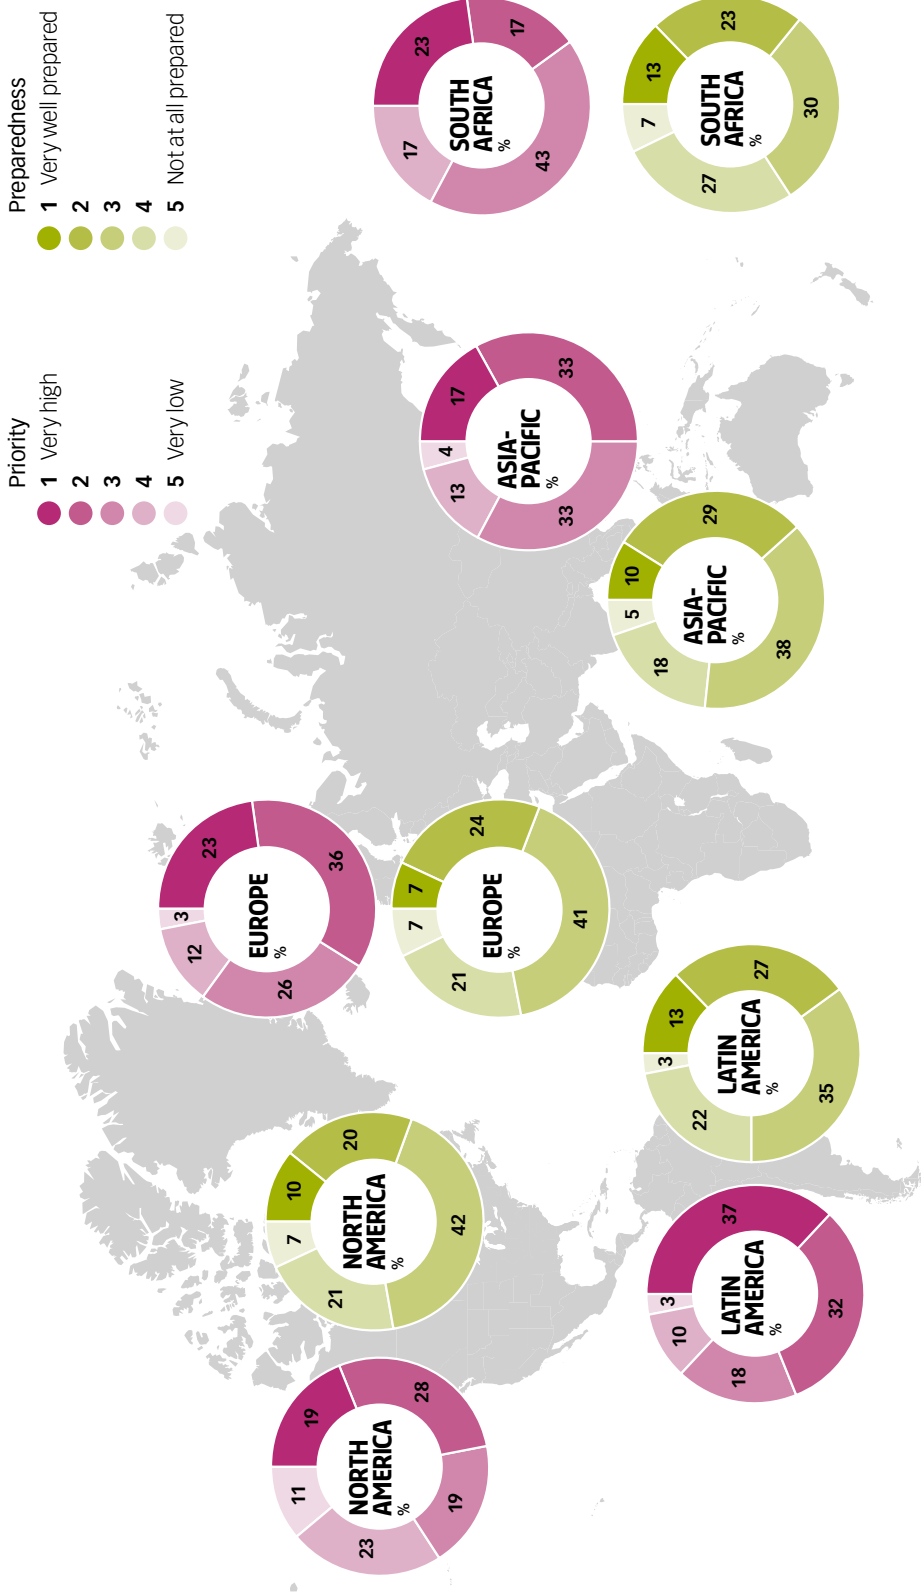 Priority
1 Very high
2
3
4
5 Very low
Preparedness
1 Very well prepared
2
3
4
5 Not at all prepared
NORTH
AMERICA
%
19
28
19
23
11
NORTH
AMERICA
%
10
20
42
21
7
EUROPE
%
23
36
26
12
3
EUROPE
%
7
24
41
21
7
ASIA-
PACIFIC
%
17
33
33
13
4
ASIA-
PACIFIC
%
10
29
38
18
5
SOUTH
AFRICA
%
23
17
43
17
SOUTH
AFRICA
%
13
23
30
27
7
LATIN
AMERICA
%
37
32
18
10
3
LATIN
AMERICA
%
13
27
35
22
3